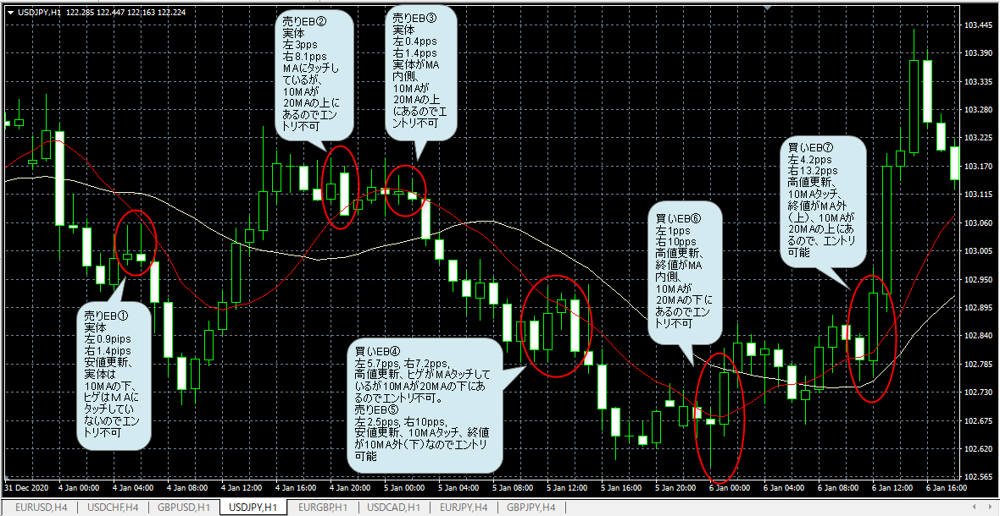 USDJPY,H1 122.285 122.447 122.163 122.224
売りEB②
実体
左3pps
右8.1pps
MAにタッチし
ているが、
10MAが
20MAの上に
あるのでエン
トリ不可
売りEB③
実体
左0.4pps
右1.4pps
実体がMA
内側、
10MAが
20MAの上
にあるのでエ
ントリ不可
買いEB⑦
左4.2pps
右13.2pps
高値更新、
10MAタッチ、
終値がMA外
(上)、10MAが
20MAの上にあ
るので、エントリ
可能
買いEB⑥
左1pps
右10pps
高値更新、
終値がMA
内側、
10MAが
20MAの下に
あるのでエン
トリ不可
売りEB①
実体
左0.9pips
右1.4pips
安値更新、
実体は
10MAの下、
ヒゲはMAに
タッチしてい
ないのでエン
トリ不可
買いEB④
左5.7pps, 右7.2pps,
高値更新、ヒゲがMAタッチして
いるが10MAが20MAの下にあ
るのでエントリ不可。
売りEB⑤
左2.5pps, 右10pps,
安値更新、10MAタッチ、終値
が10MA外(下)なのでエントリ
可能
103.445
103.390
103.335
103.280
103.225
103.170
103.115
103.060
103.005
102.950
102.895
102.840
102.785
102.730
102.675
102.620
102.565
31 Dec 2020 4 Jan 00:00 4 Jan 04:00 4 Jan 08:00 4 Jan 12:00 4 Jan 16:00 4 Jan 20:00 5 Jan 00:00 5 Jan 04:00 5 Jan 08:00 5 Jan 12:00 5 Jan 16:00 5 Jan 20:00 6 Jan 00:00 6 Jan 04:00 6 Jan 08:00 6 Jan 12:00 6 Jan 16:00
EURUSD,H4 USDCHF,H4 GBPUSD,H1 USDJPY,H1 EURGBP,H1 USDCAD,H1 EURJPY,H4 GBPJPY,H4